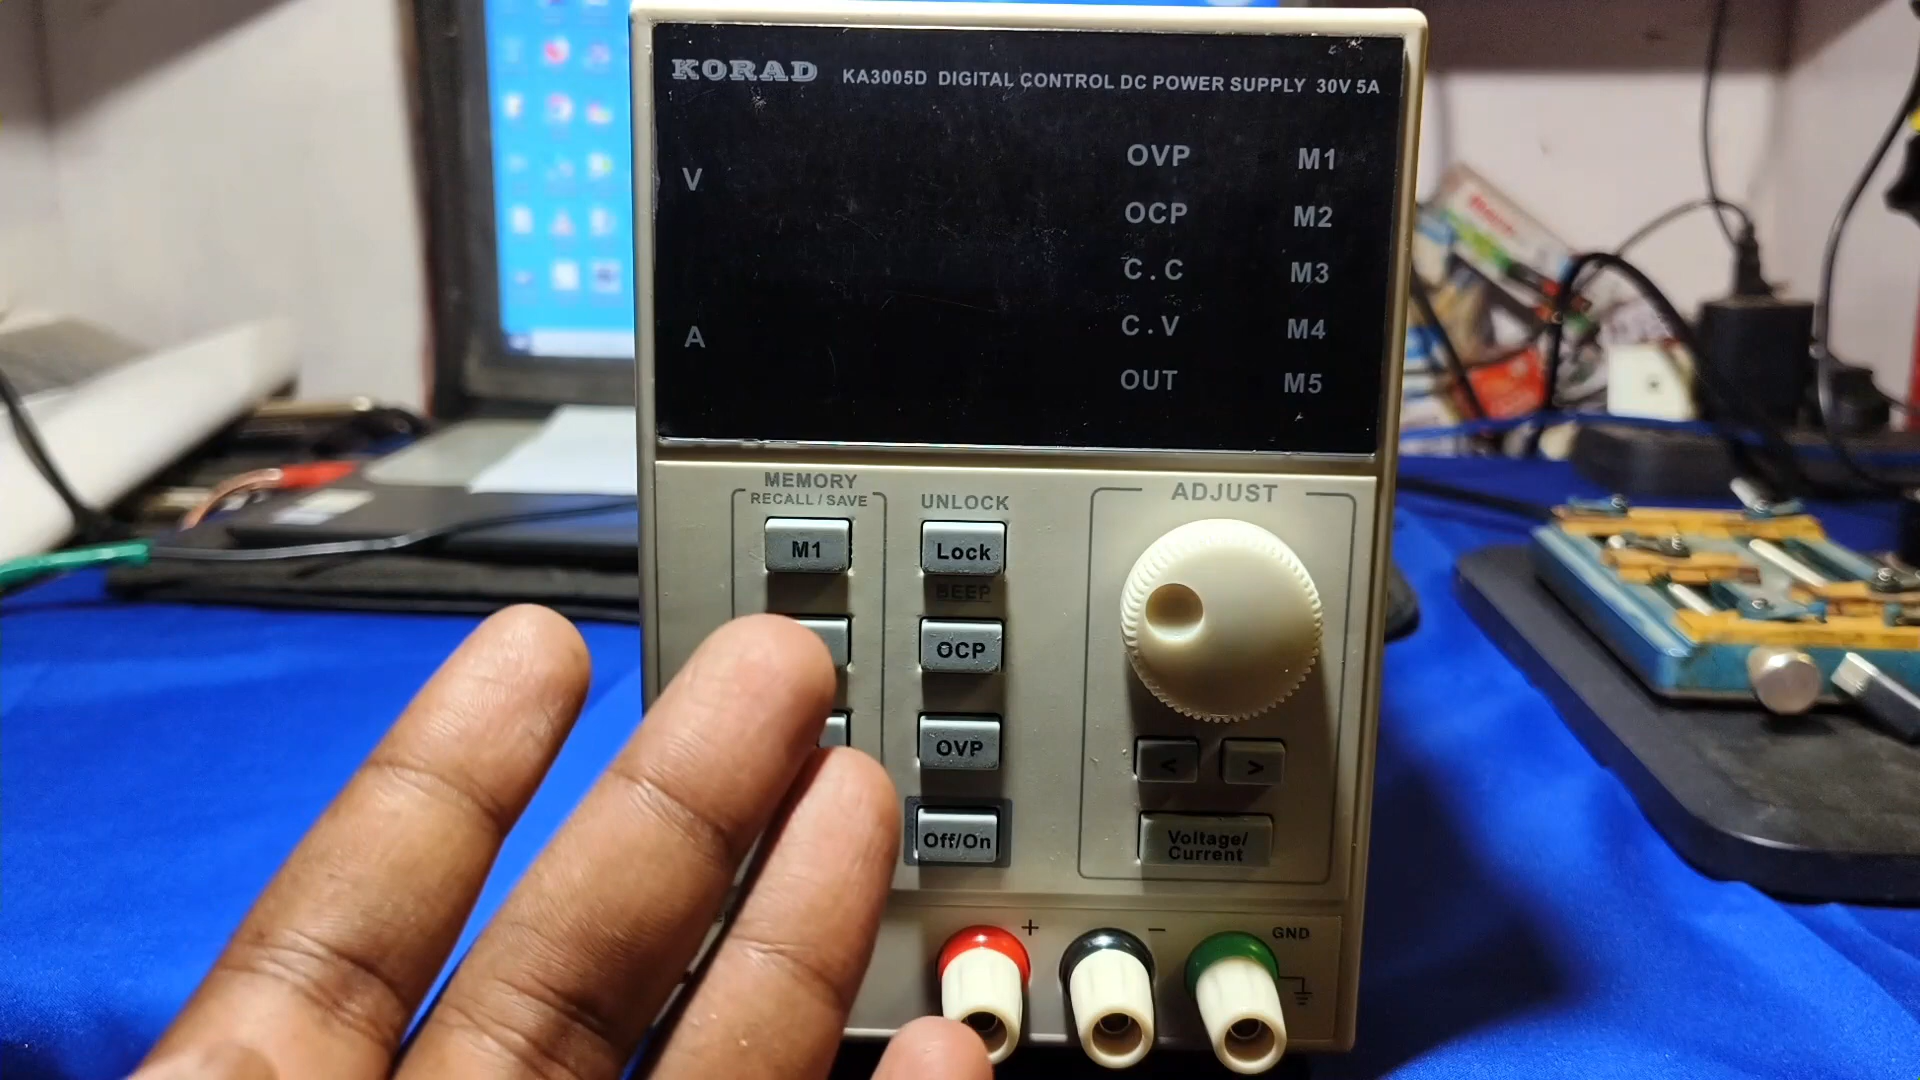 KORAD KA3005D DIGITAL CONTROL DC POWER SUPPLY 30V 5A
V
A
OVP M1
OCP M2
C.C M3
C.V M4
OUT M5
MEMORY
RECALL / SAVE
M1
UNLOCK
Lock
BEEP
OCP
OVP
Off/On
ADJUST
< >
Voltage/
Current
+ − GND